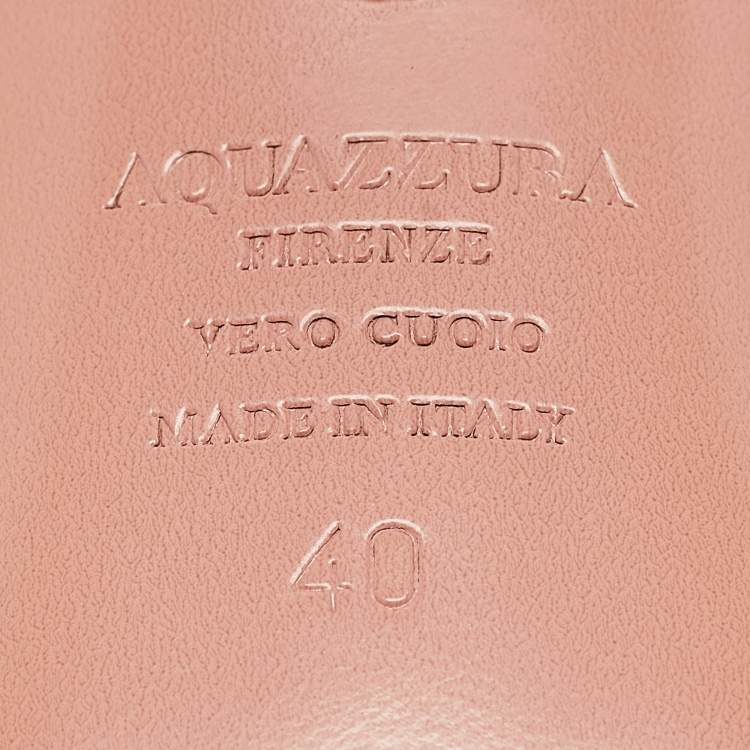 AQUAZZURA
FIRENZE
VERO CUOIO
MADE IN ITALY
40